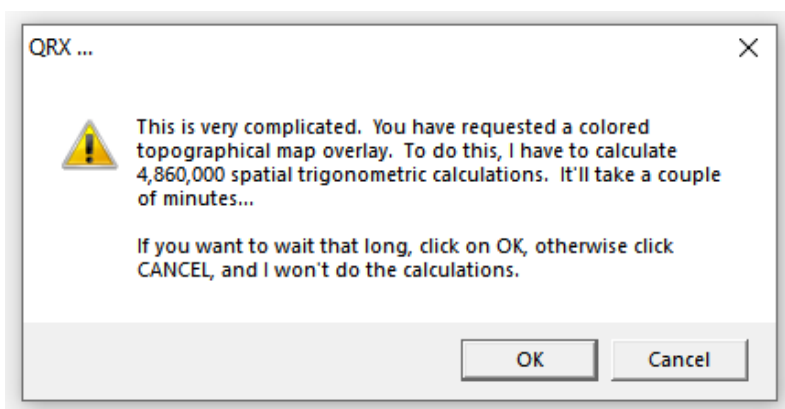 QRX ...
This is very complicated.  You have requested a colored
topographical map overlay.  To do this, I have to calculate
4,860,000 spatial trigonometric calculations.  It'll take a couple
of minutes...
If you want to wait that long, click on OK, otherwise click
CANCEL, and I won't do the calculations.
OK
Cancel